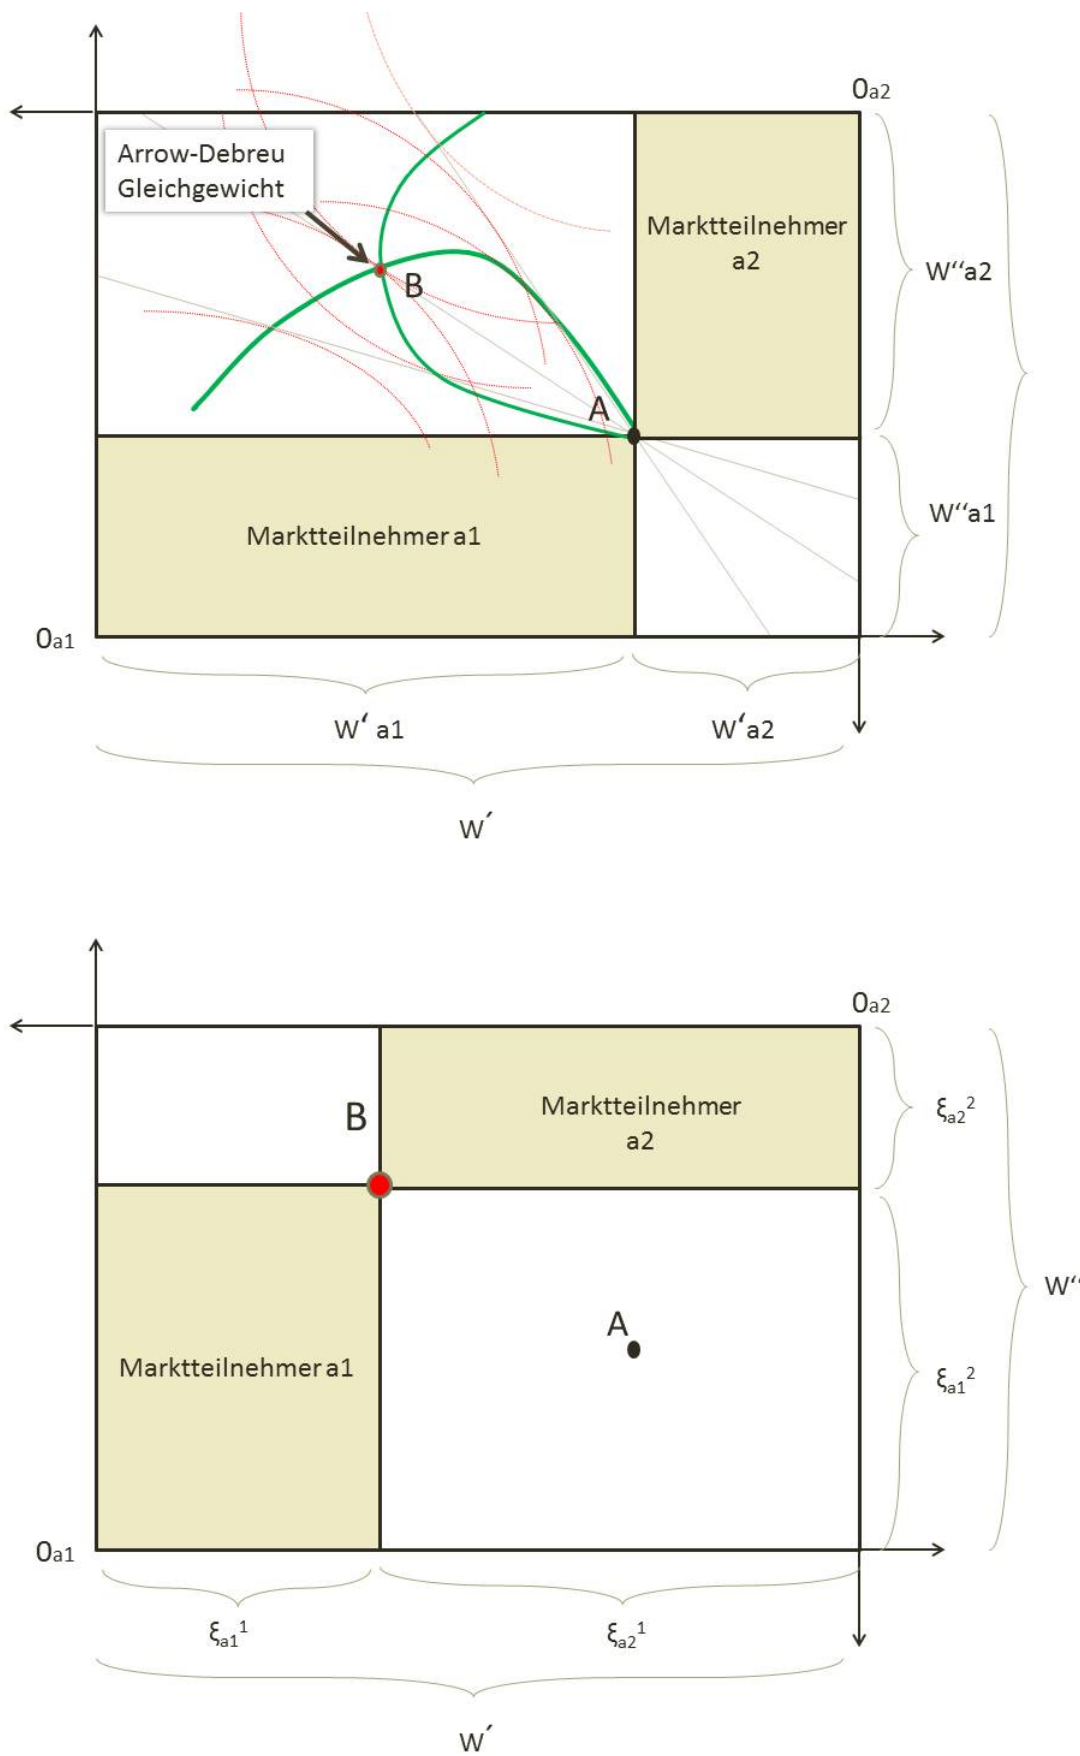 0a2
Arrow-Debreu
Gleichgewicht
Marktteilnehmer
a2
W‘‘a2
B
A
W‘‘a1
Marktteilnehmer a1
0a1
W‘ a1
W‘a2
W´
0a2
Marktteilnehmer
a2
ξa2²
B
W‘‘
A
Marktteilnehmer a1
ξa1²
0a1
ξa1¹
ξa2¹
W´